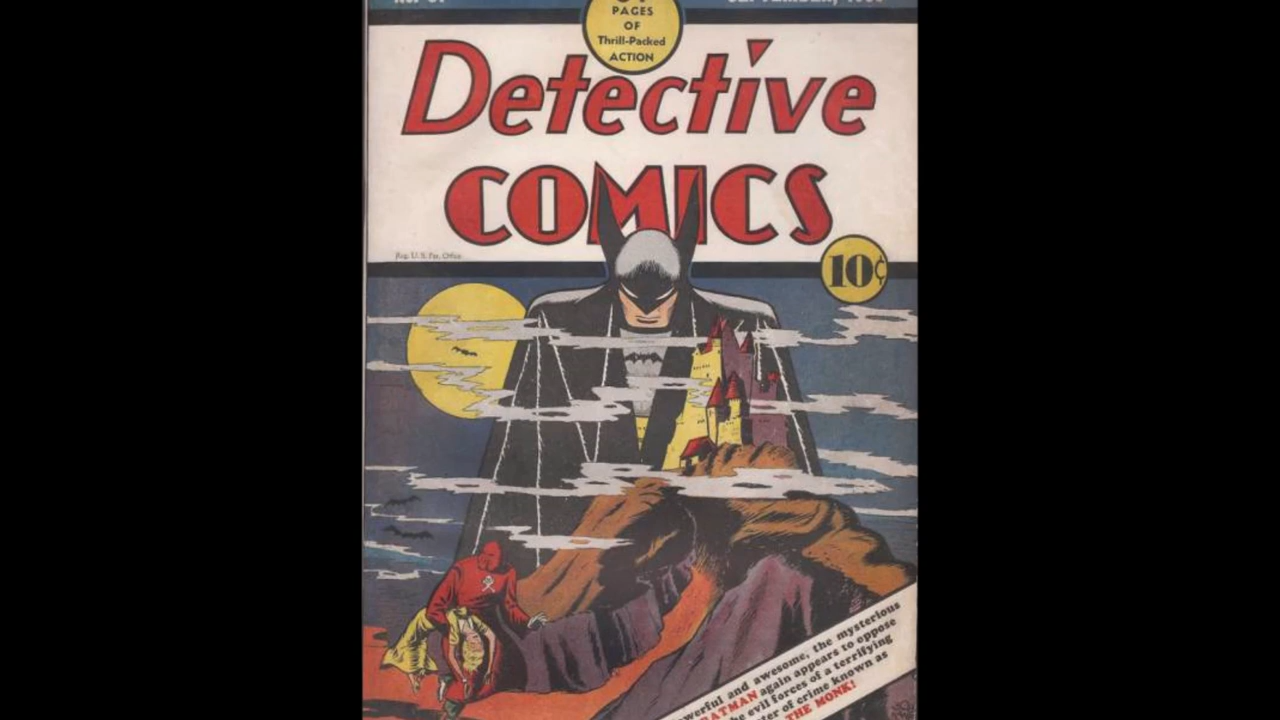 PAGES
OF
Thrill-Packed
ACTION
Detective
COMICS
Reg. U. S. Pat. Office
10¢
and awesome, the mysterious
BATMAN again appears to oppose
the evil forces of a terrifying
of crime known as
THE MONK!